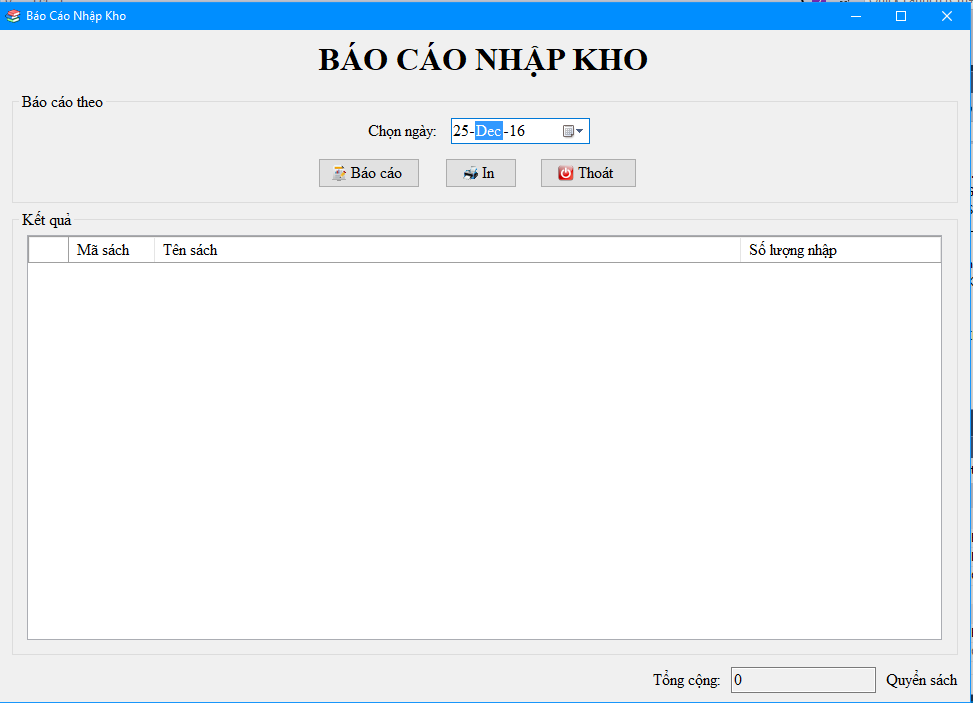 Báo Cáo Nhập Kho
BÁO CÁO NHẬP KHO
Báo cáo theo
Chọn ngày: 25-Dec-16
Báo cáo In Thoát
Kết quả
Mã sách Tên sách Số lượng nhập
Tổng cộng: 0 Quyển sách